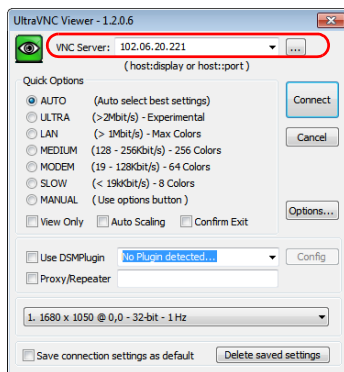 UltraVNC Viewer - 1.2.0.6
VNC Server: 102.06.20.221 ...
( host:display or host::port )
Quick Options
AUTO (Auto select best settings)
ULTRA (>2Mbit/s) - Experimental
LAN (> 1Mbit/s) - Max Colors
MEDIUM (128 - 256Kbit/s) - 256 Colors
MODEM (19 - 128Kbit/s) - 64 Colors
SLOW (< 19kKbit/s) - 8 Colors
MANUAL (Use options button )
View Only Auto Scaling Confirm Exit
Connect
Cancel
Options...
Use DSMPlugin No Plugin detected... Config
Proxy/Repeater
1. 1680 x 1050 @ 0,0 - 32-bit - 1 Hz
Save connection settings as default Delete saved settings